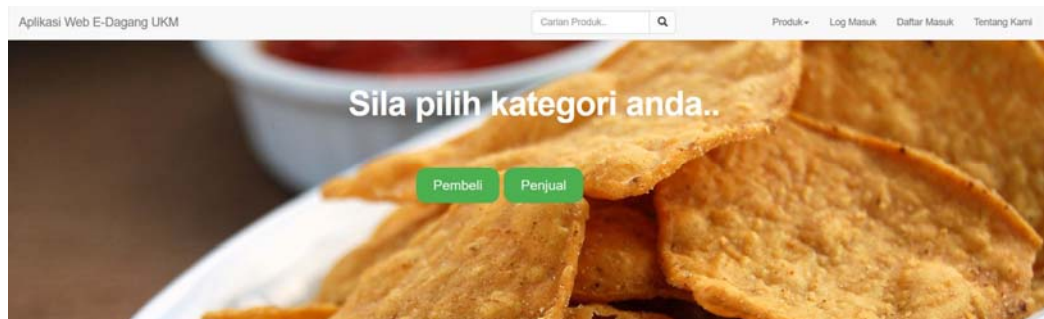 Aplikasi Web E-Dagang UKM
Carian Produk..
Produk
Log Masuk
Daftar Masuk
Tentang Kami
Sila pilih kategori anda..
Pembeli
Penjual